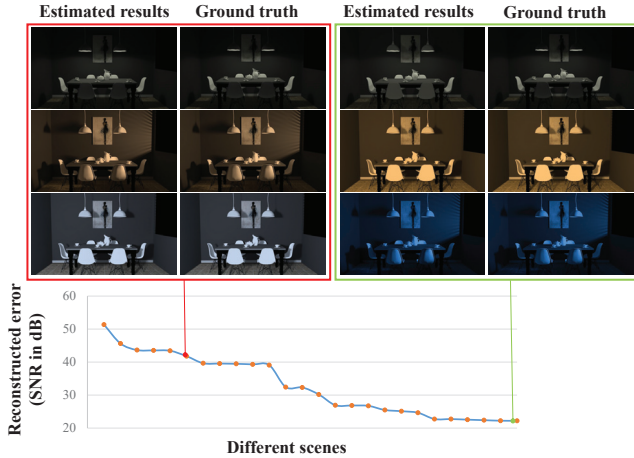 Estimated results Ground truth Estimated results Ground truth
Reconstructed error
(SNR in dB)
60
50
40
30
20
Different scenes